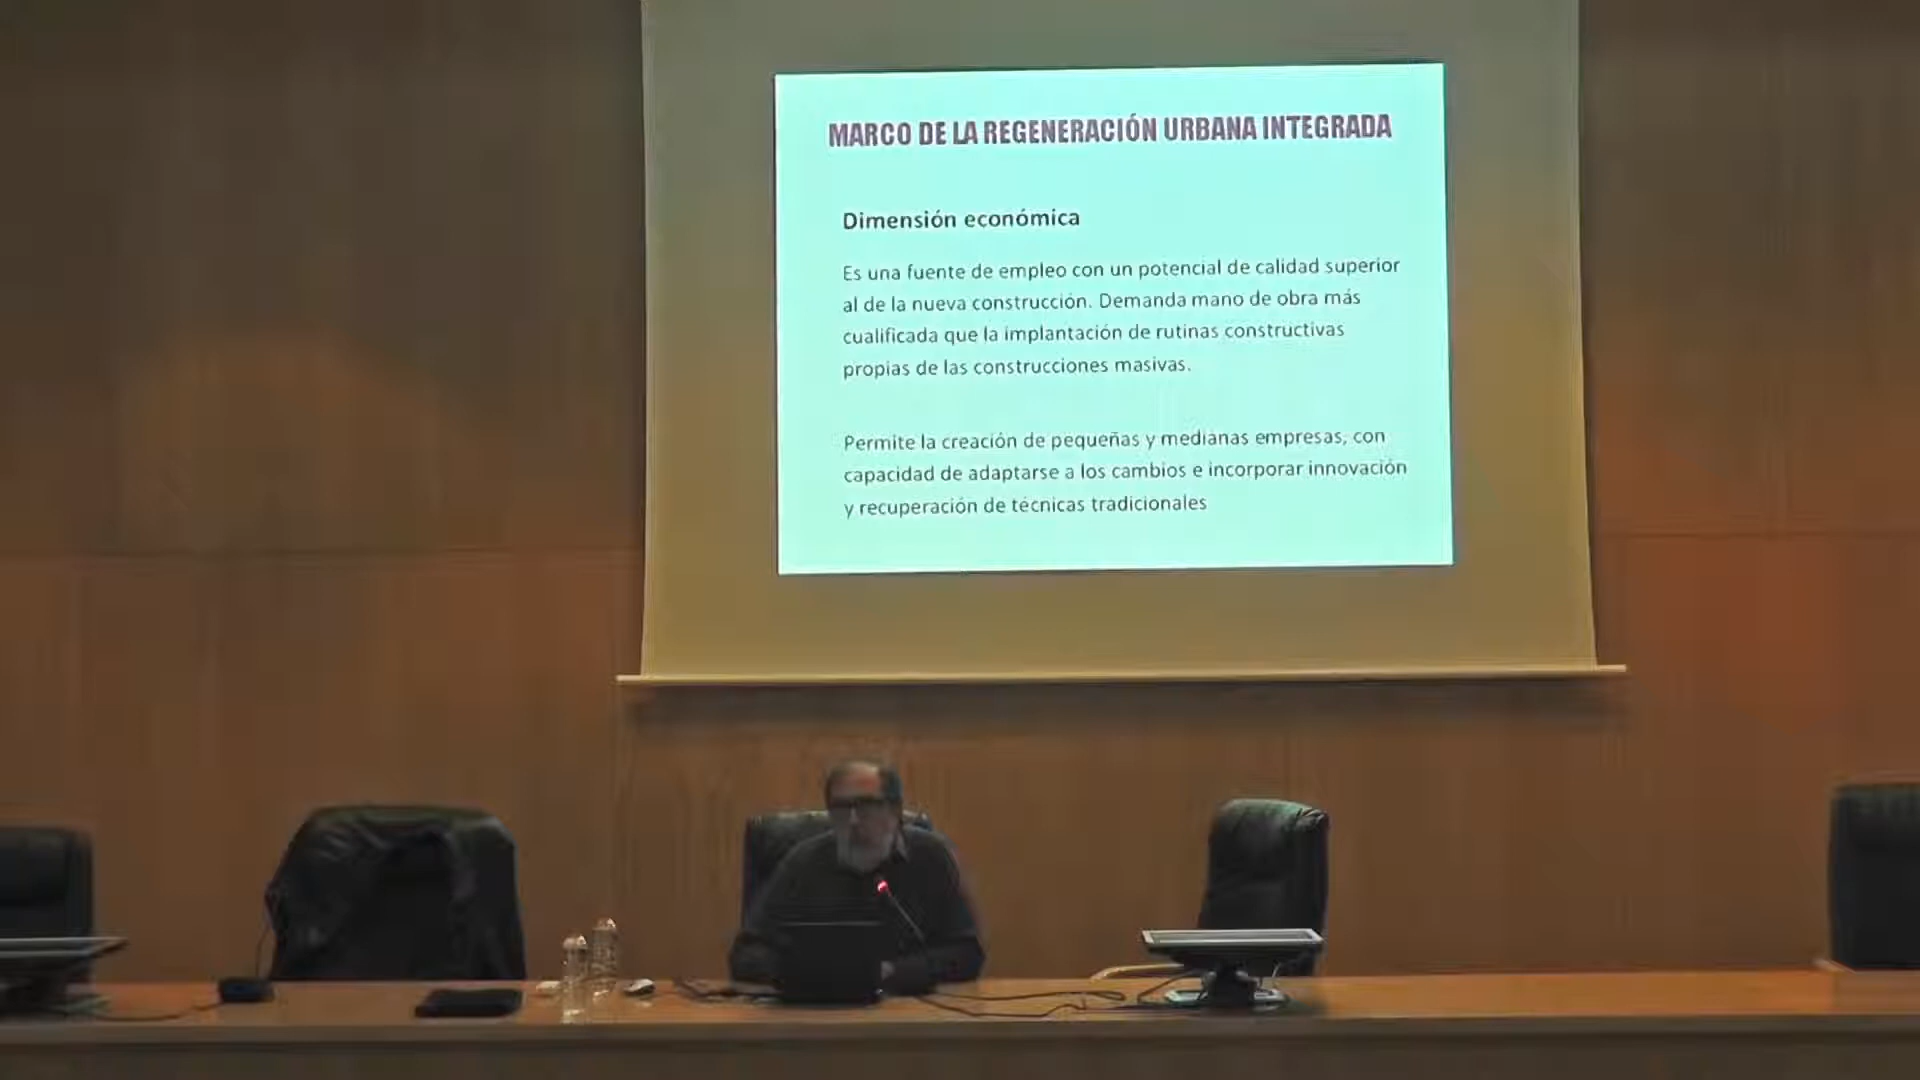 MARCO DE LA REGENERACIÓN URBANA INTEGRADA
Dimensión económica
Es una fuente de empleo con un potencial de calidad superior
al de la nueva construcción. Demanda mano de obra más
cualificada que la implantación de rutinas constructivas
propias de las construcciones masivas.
Permite la creación de pequeñas y medianas empresas, con
capacidad de adaptarse a los cambios e incorporar innovación
y recuperación de técnicas tradicionales